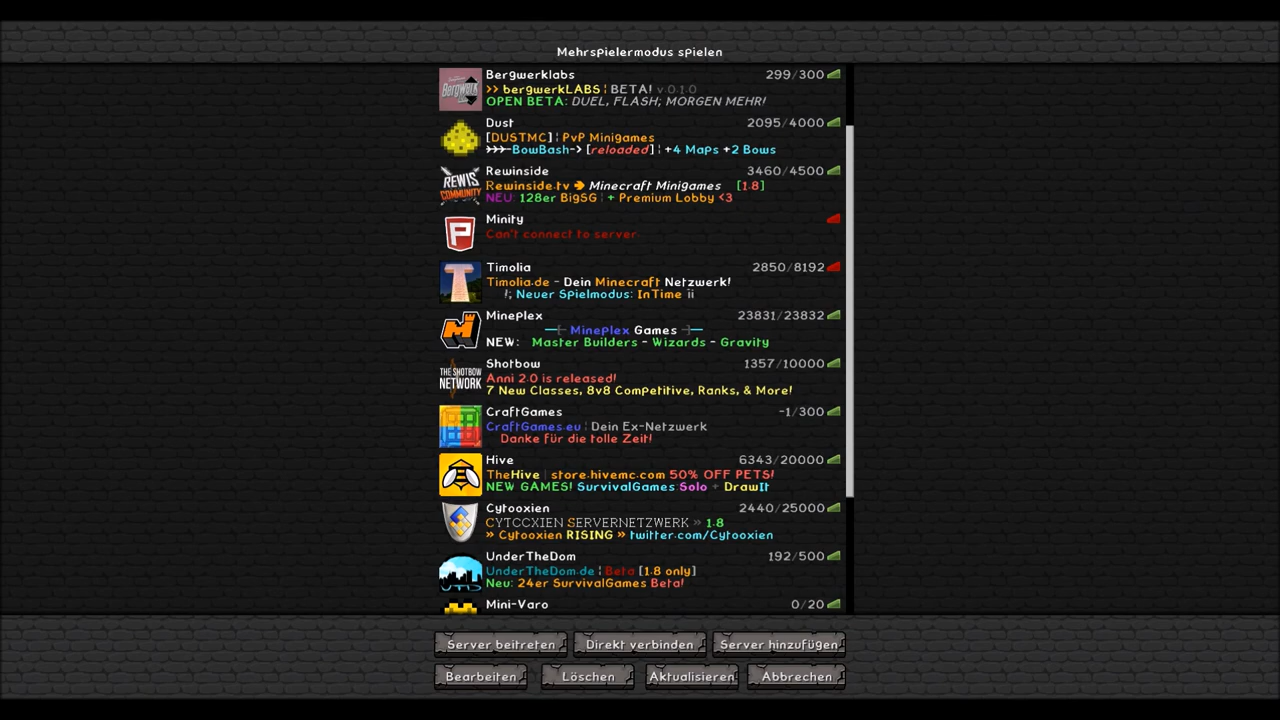 Mehrspielermodus spielen
Bergwerklabs 299/300
>> bergwerkLABS ¦ BETA! v.0.1.0
OPEN BETA: DUEL, FLASH; MORGEN MEHR!
Dust 2095/4000
[DUSTMC] ¦ PvP Minigames
BowBash [reloaded] ¦ +4 Maps +2 Bows
Rewinside 3460/4500
REWIS COMMUNITY
Rewinside.tv Minecraft Minigames [1.8]
NEU: 128er BigSG | + Premium Lobby <3
Minity
Can't connect to server
Timolia 2850/8192
Timolia.de - Dein Minecraft Netzwerk!
Neuer Spielmodus: InTime
Mineplex 23831/23832
Mineplex Games
NEW: Master Builders - Wizards - Gravity
Shotbow 1357/10000
THE SHOTBOW NETWORK
Anni 2.0 is released!
7 New Classes, 8v8 Competitive, Ranks, & More!
CraftGames -1/300
CraftGames.eu ¦ Dein Ex-Netzwerk
Danke für die tolle Zeit!
Hive 6343/20000
TheHive | store.hivemc.com 50% OFF PETS!
NEW GAMES! SurvivalGames:Solo + DrawIt
Cytooxien 2440/25000
CYTOOXIEN SERVERNETZWERK » 1.8
» Cytooxien RISING » twitter.com/Cytooxien
UnderTheDom 192/500
UnderTheDom.de ¦ Beta [1.8 only]
Neu: 24er SurvivalGames Beta!
Mini-Varo 0/20
Server beitreten Direkt verbinden Server hinzufügen
Bearbeiten Löschen Aktualisieren Abbrechen